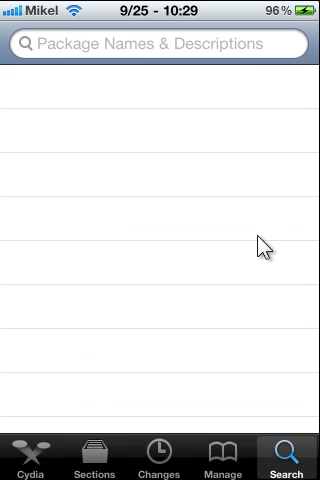 Mikel 9/25 - 10:29 96%
Package Names & Descriptions
Cydia Sections Changes Manage Search